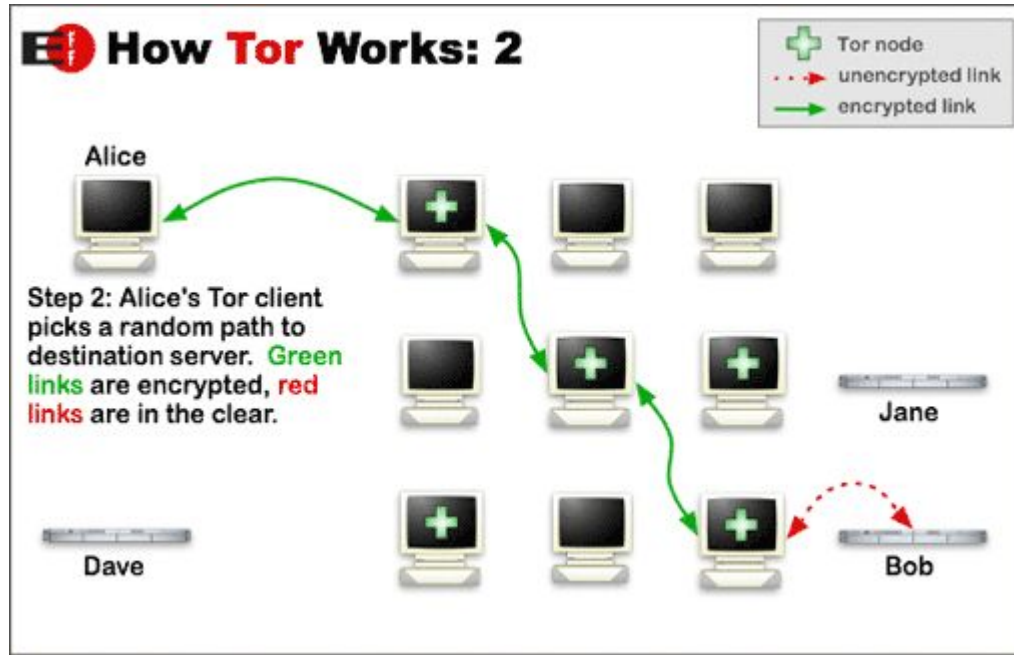 EFF How Tor Works: 2
Tor node
unencrypted link
encrypted link
Alice
Step 2: Alice's Tor client
picks a random path to
destination server. Green
links are encrypted, red
links are in the clear.
Jane
Dave
Bob